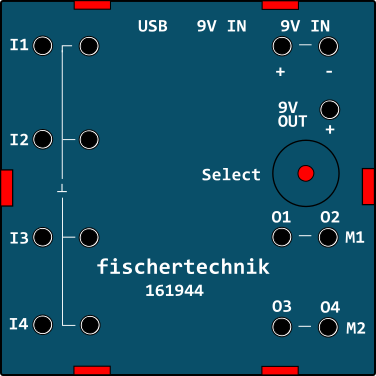 USB 9V IN 9V IN
I1
+ -
9V
OUT
+
I2
Select
⊥
O1 O2
I3
M1
fischertechnik
161944
O3 O4
I4
M2